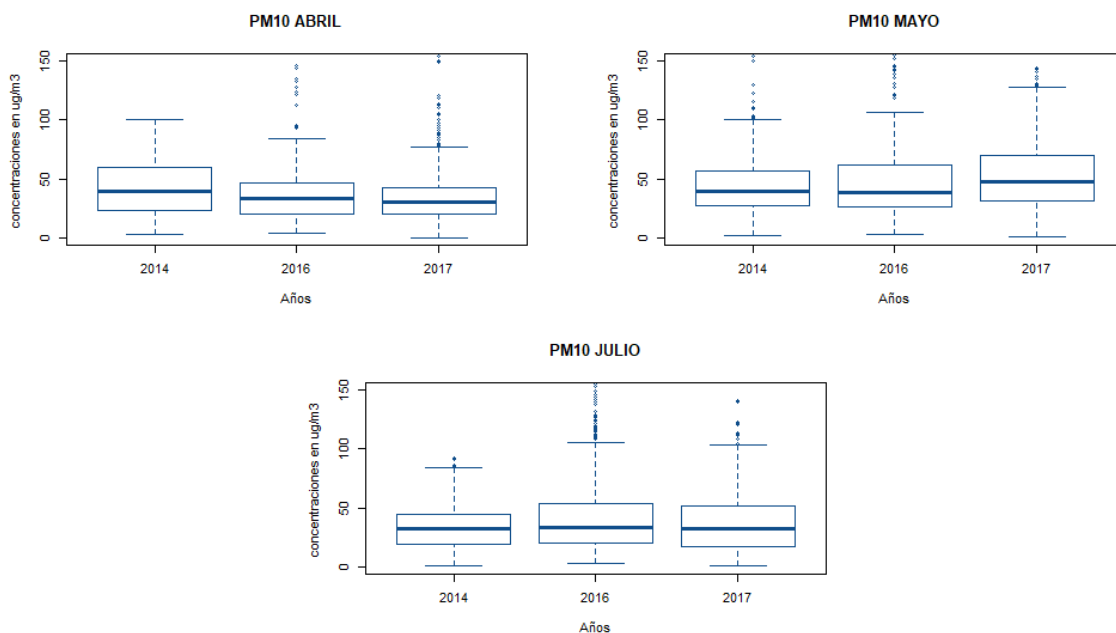 PM10 ABRIL
concentraciones en ug/m3
150
100
50
0
2014 2016 2017
Años
PM10 MAYO
concentraciones en ug/m3
150
100
50
0
2014 2016 2017
Años
PM10 JULIO
concentraciones en ug/m3
150
100
50
0
2014 2016 2017
Años